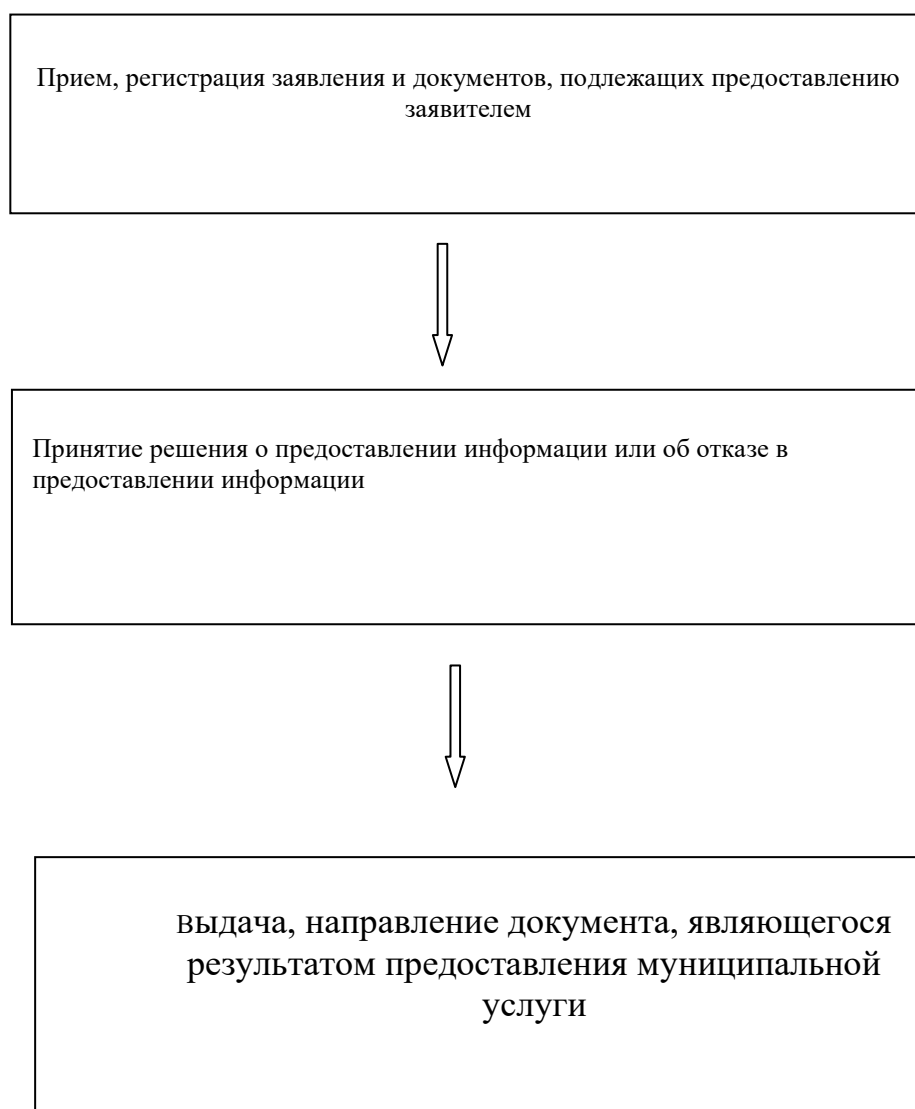 Прием, регистрация заявления и документов, подлежащих предоставлению
заявителем
Принятие решения о предоставлении информации или об отказе в
предоставлении информации
выдача, направление документа, являющегося
результатом предоставления муниципальной
услуги